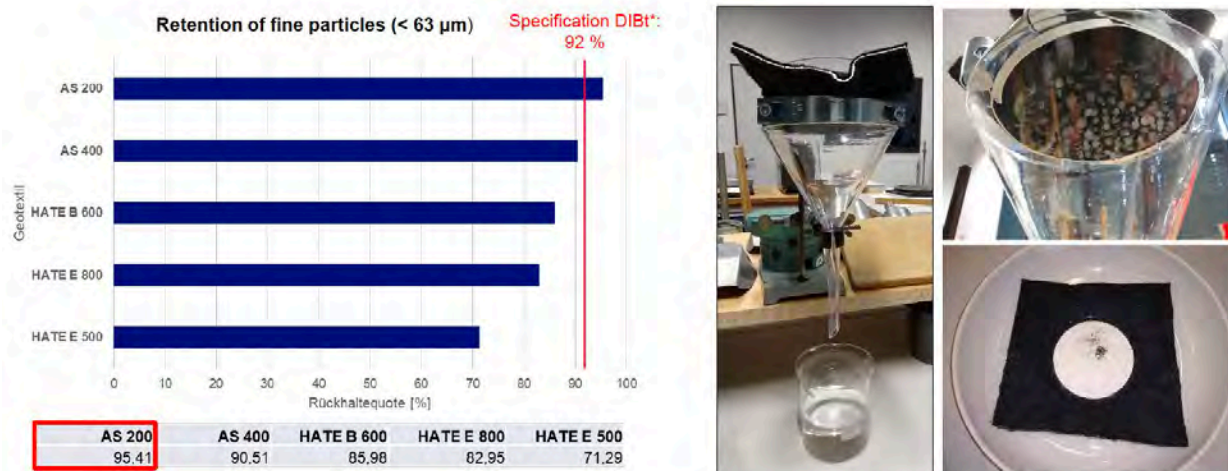 Retention of fine particles (< 63 µm)
Specification DIBt*:
92 %
Geotextil
AS 200
AS 400
HATE B 600
HATE E 800
HATE E 500
0 10 20 30 40 50 60 70 80 90 100
Rückhaltequote [%]
AS 200 AS 400 HATE B 600 HATE E 800 HATE E 500
95,41 90,51 85,98 82,95 71,29